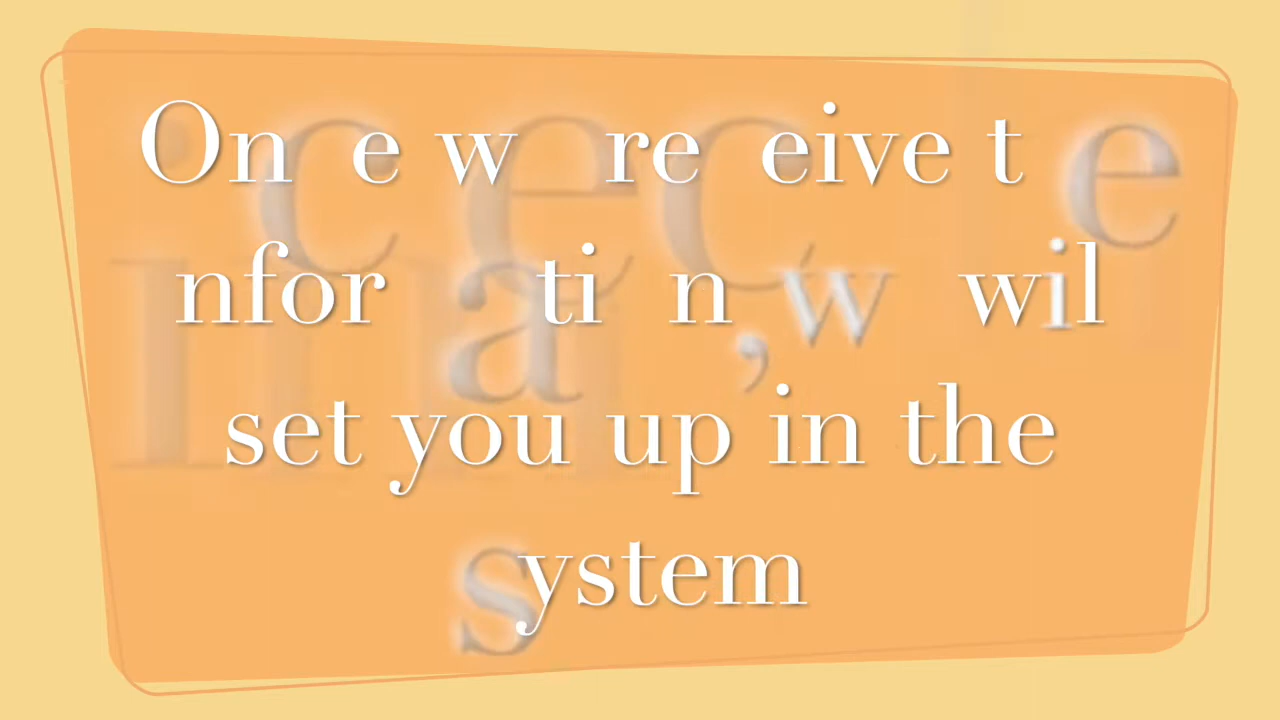 Once we receive the
information, we will
set you up in the
system